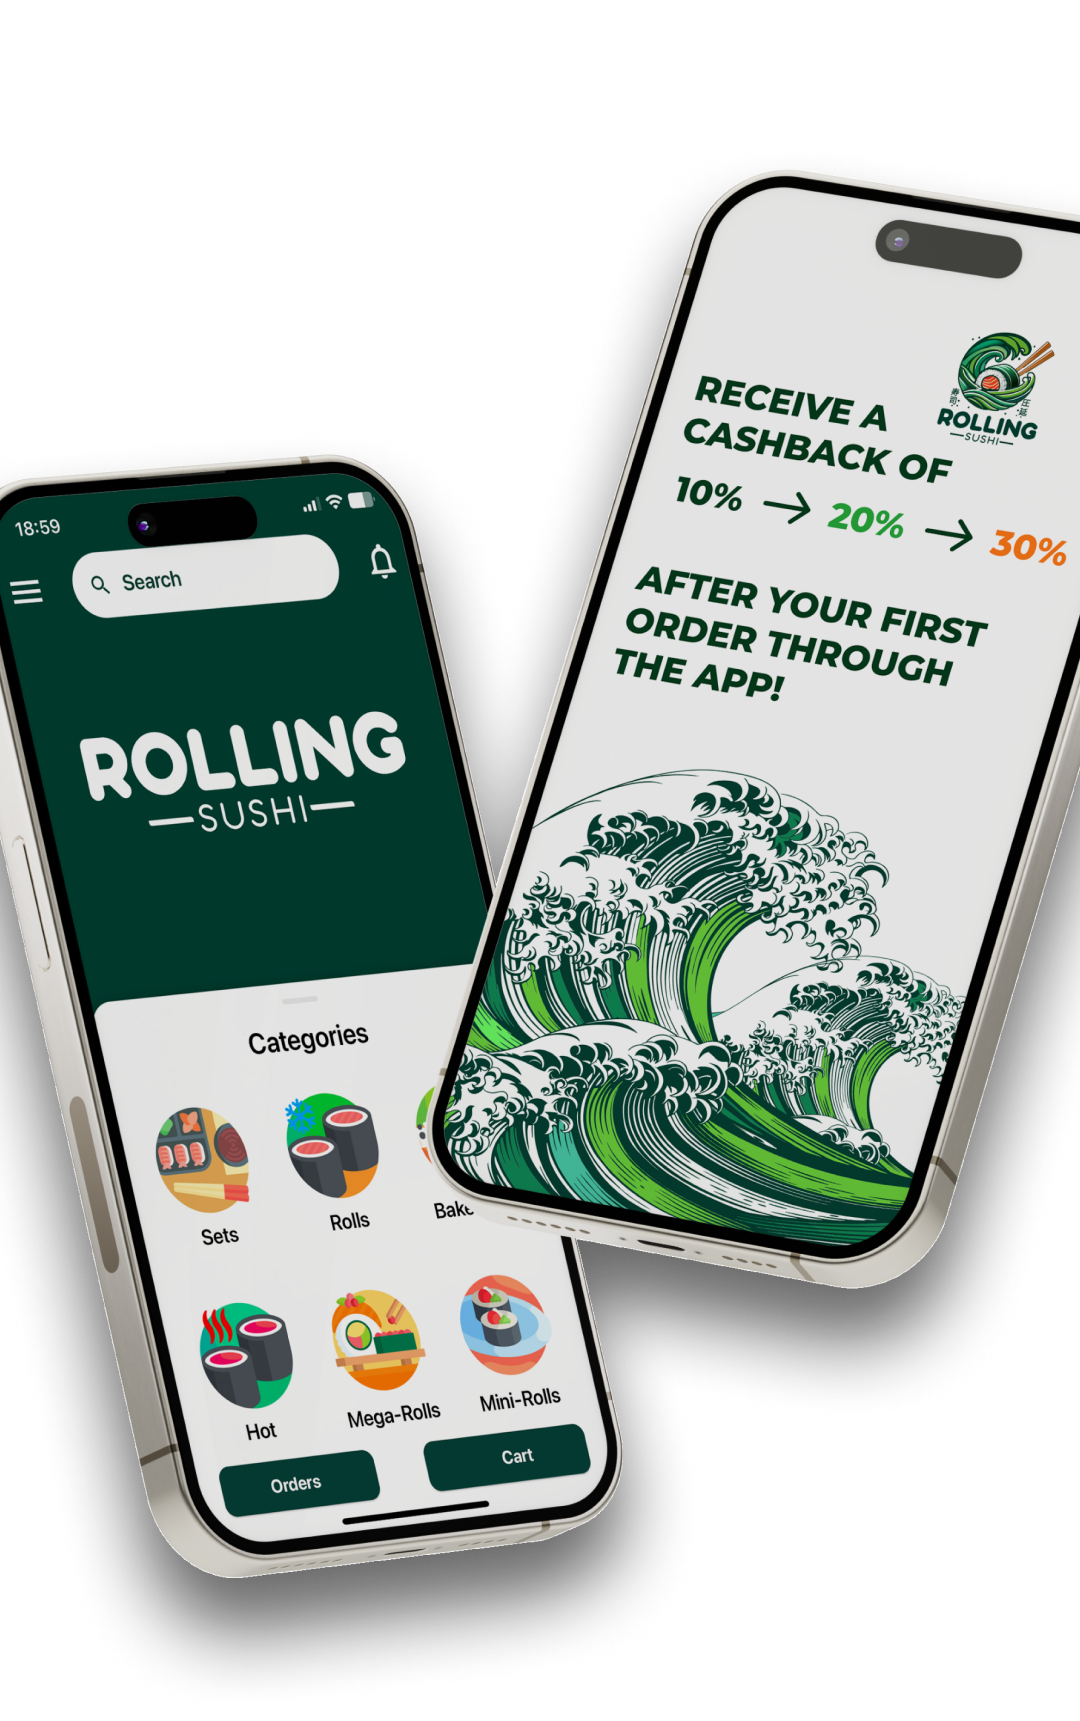 18:59
Search
ROLLING
SUSHI
Categories
Sets
Rolls
Bake
Hot
Mega-Rolls
Mini-Rolls
Orders
Cart
ROLLING
SUSHI
RECEIVE A
CASHBACK OF
10% → 20% → 30%
AFTER YOUR FIRST
ORDER THROUGH
THE APP!